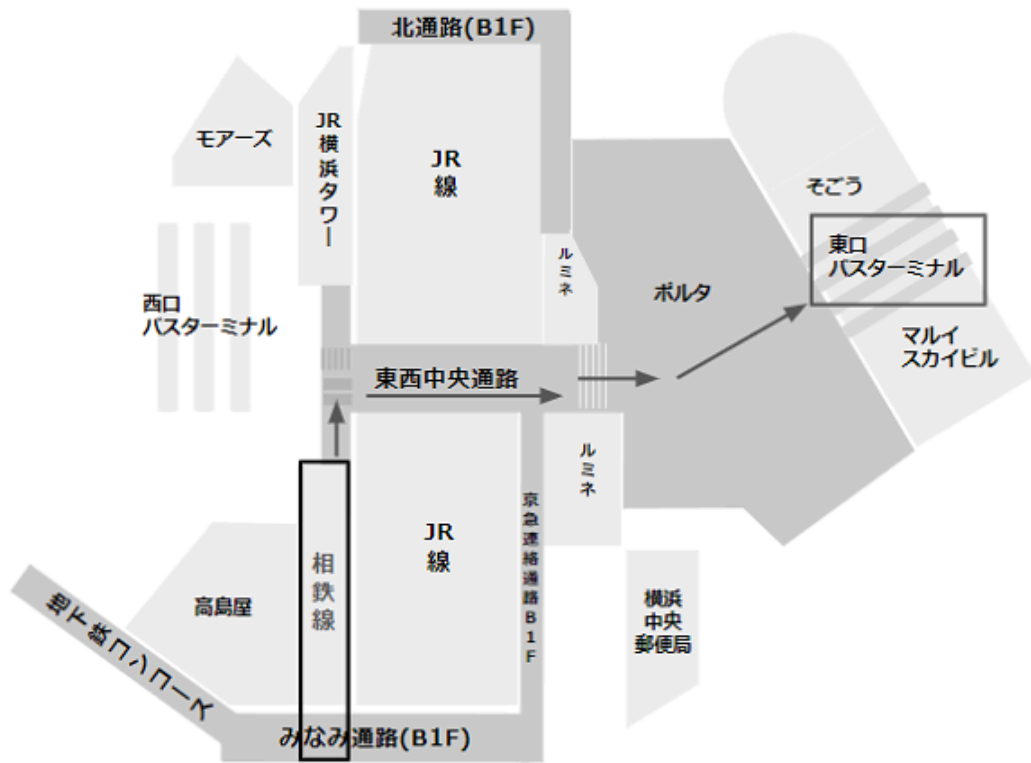 北通路(B1F)
モアーズ
JR横浜タワー
JR
線
そごう
東口
バスターミナル
ルミネ
ポルタ
西口
バスターミナル
マルイ
スカイビル
東西中央通路
ルミネ
京急連絡通路B1F
JR
線
相鉄線
高島屋
横浜
中央
郵便局
地下鉄コンコース
みなみ通路(B1F)